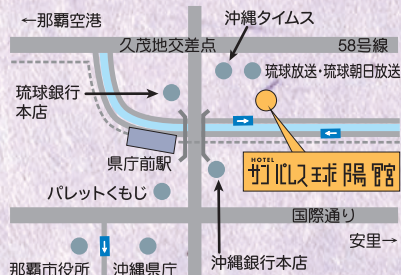 ←那覇空港
沖縄タイムス
久茂地交差点
58号線
琉球放送・琉球朝日放送
琉球銀行
本店
県庁前駅
HOTEL
サンパレス球陽館
パレットくもじ
国際通り
安里→
那覇市役所
沖縄県庁
沖縄銀行本店